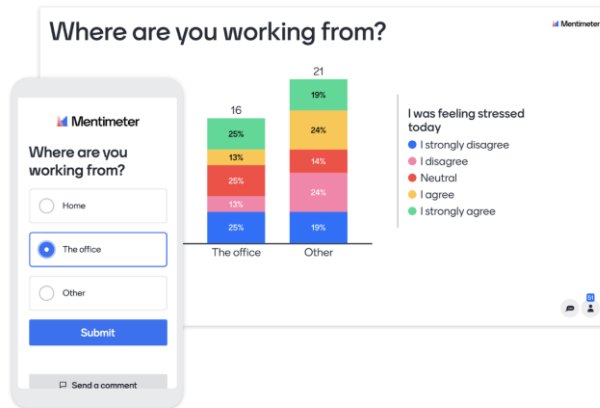 Where are you working from?
Mentimeter
21
16
19%
24%
14%
24%
19%
25%
13%
25%
13%
25%
The office
Other
I was feeling stressed
today
I strongly disagree
I disagree
Neutral
I agree
I strongly agree
51
Mentimeter
Where are you
working from?
Home
The office
Other
Submit
Send a comment